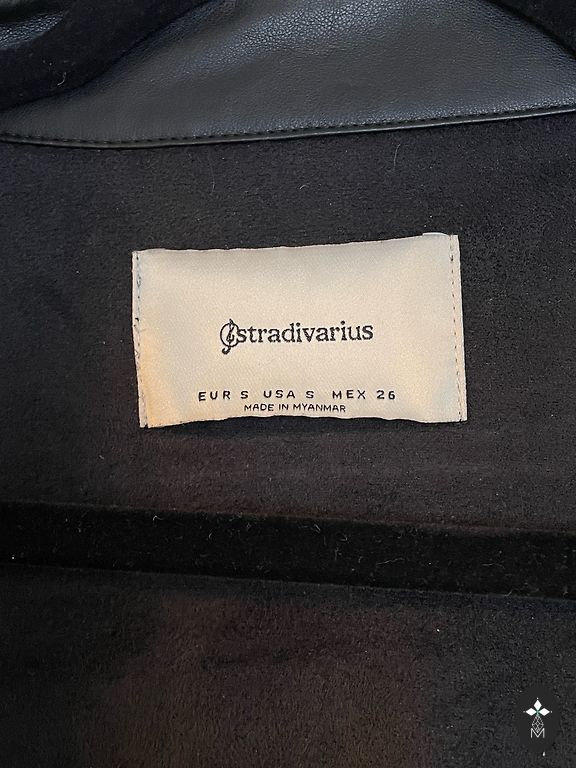 stradivarius
EUR S USA S MEX 26
MADE IN MYANMAR
M